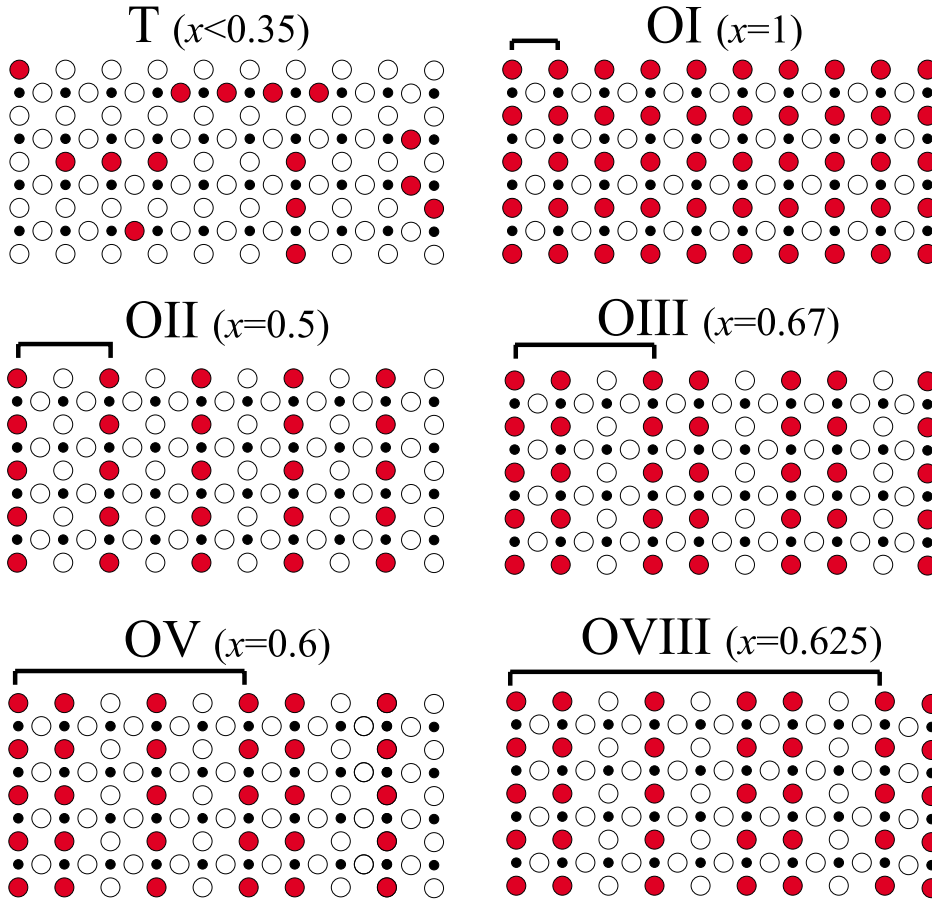 T (x<0.35)
OI (x=1)
OII (x=0.5)
OIII (x=0.67)
OV (x=0.6)
OVIII (x=0.625)